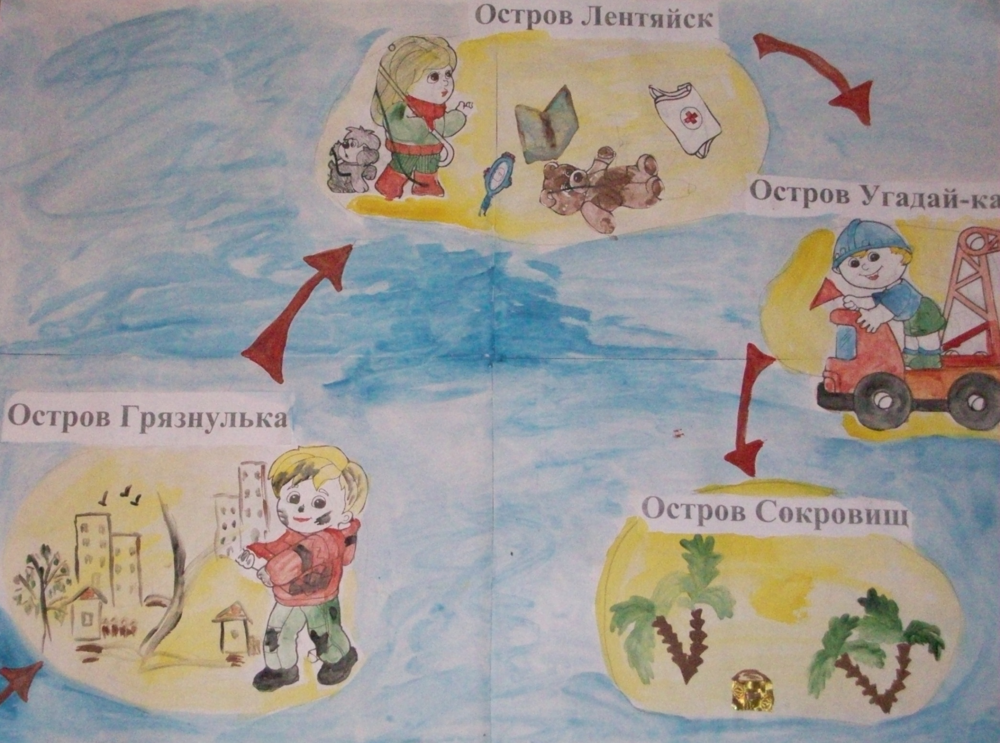 Остров Лентяйск
Остров Угадай-ка
Остров Грязнулька
Остров Сокровищ